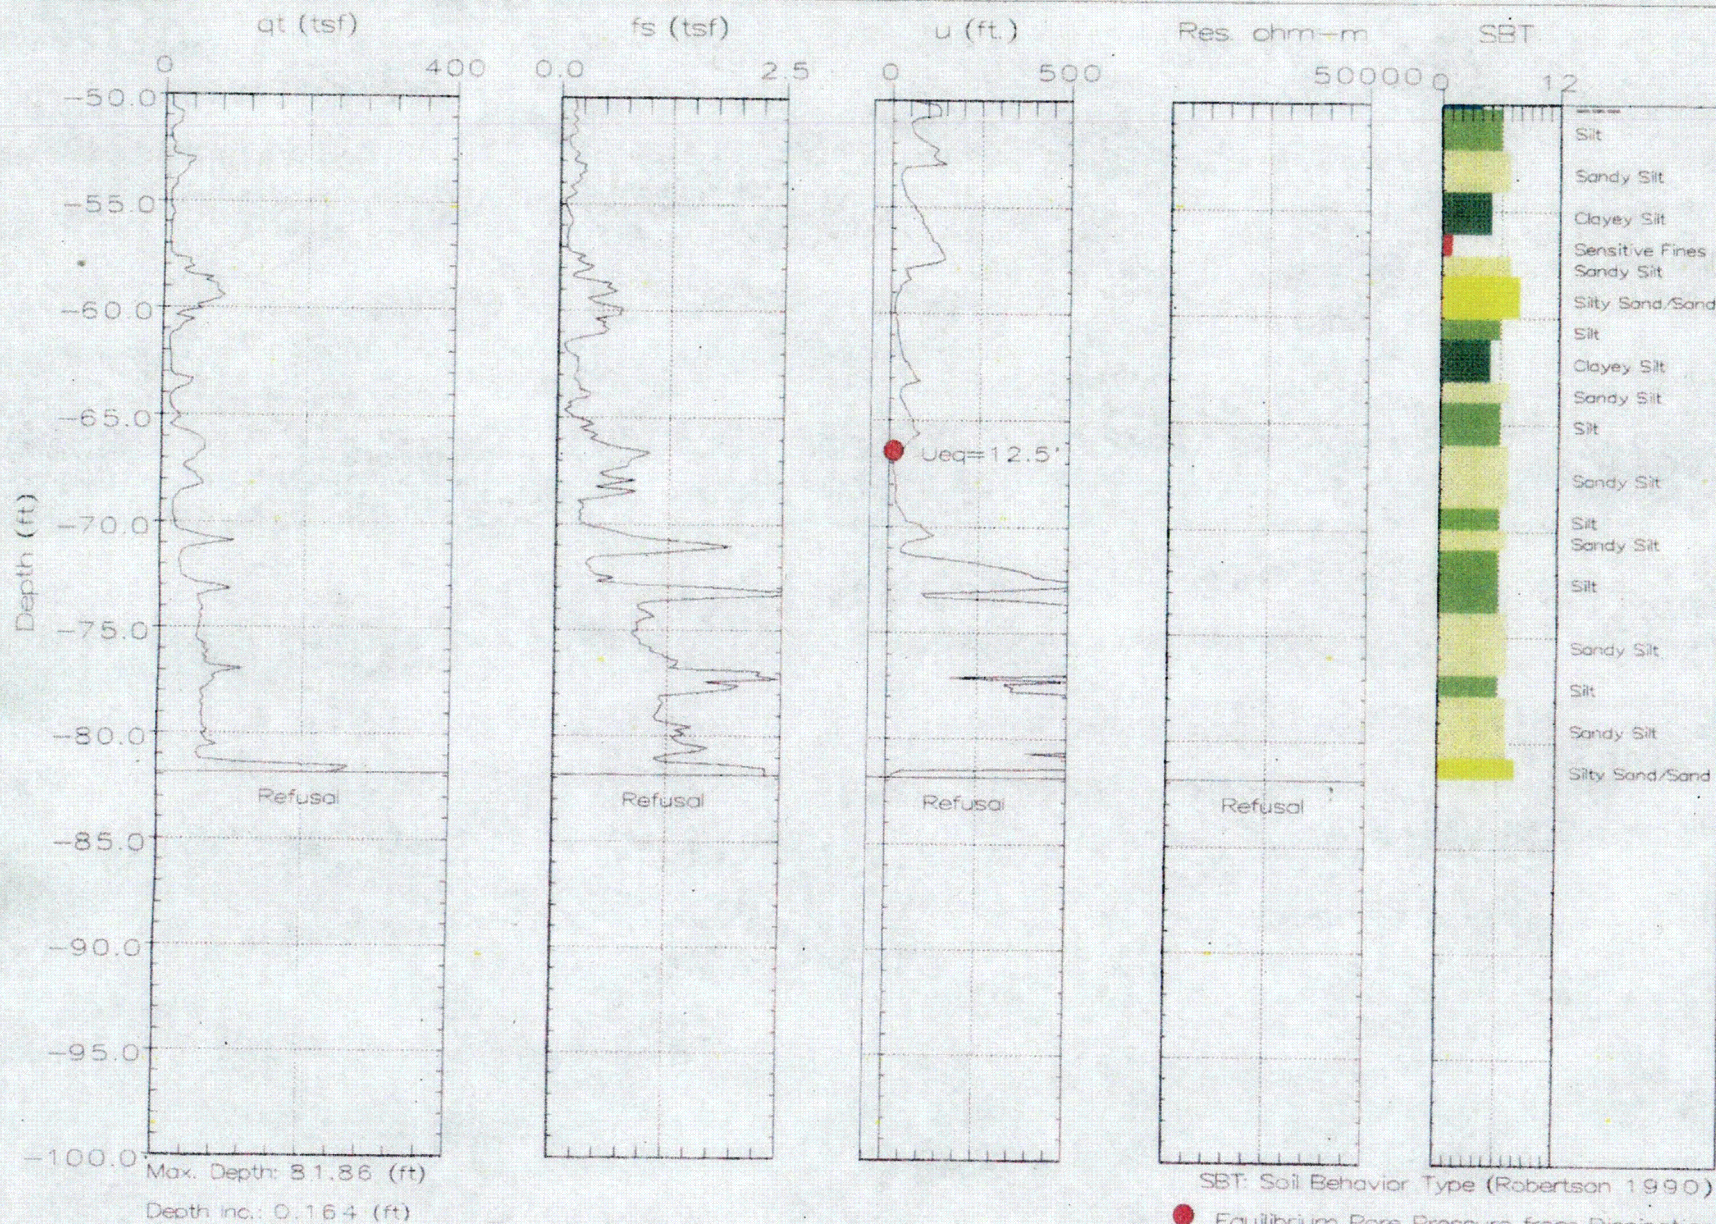 qt (tsf) fs (tsf) u (ft.) Res. ohm-m SBT
0 400 0.0 2.5 0 500 50000 0 12
-50.0
Silt
Sandy Silt
-55.0
Clayey Silt
Sensitive Fines
Sandy Silt
-60.0
Silty Sand/Sand
Silt
Clayey Silt
Sandy Silt
-65.0
Silt
Ueq=12.5'
Sandy Silt
Depth (ft)
-70.0
Silt
Sandy Silt
Silt
-75.0
Sandy Silt
Silt
-80.0
Sandy Silt
Silty Sand/Sand
Refusal Refusal Refusal Refusal
-85.0
-90.0
-95.0
-100.0
Max. Depth: 81.86 (ft)
SBT: Soil Behavior Type (Robertson 1990)
Depth Inc.: 0.164 (ft)
Equilibrium Pore Pressure from